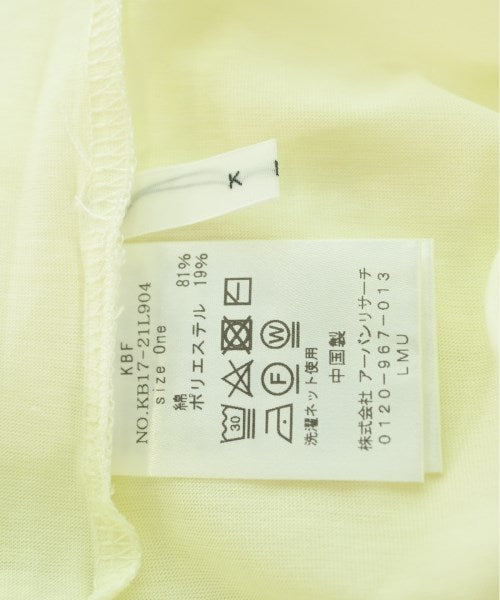 KBF
NO.KB17-21L904
size One
綿 81%
ポリエステル 19%
30
F W
洗濯ネット使用
中国製
株式会社 アーバンリサーチ
0120-967-013
LMU